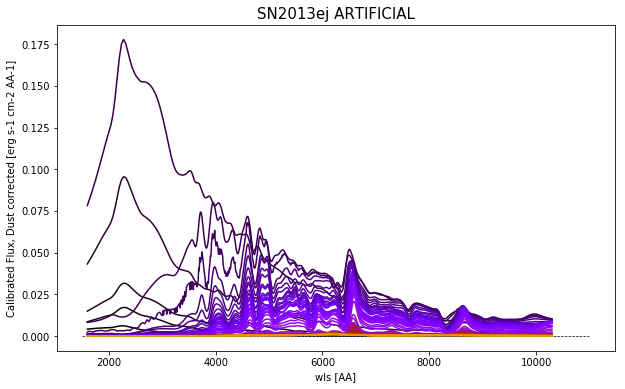 SN2013ej ARTIFICIAL
Calibrated Flux, Dust corrected [erg s-1 cm-2 AA-1]
0.175
0.150
0.125
0.100
0.075
0.050
0.025
0.000
2000 4000 6000 8000 10000
wls [AA]